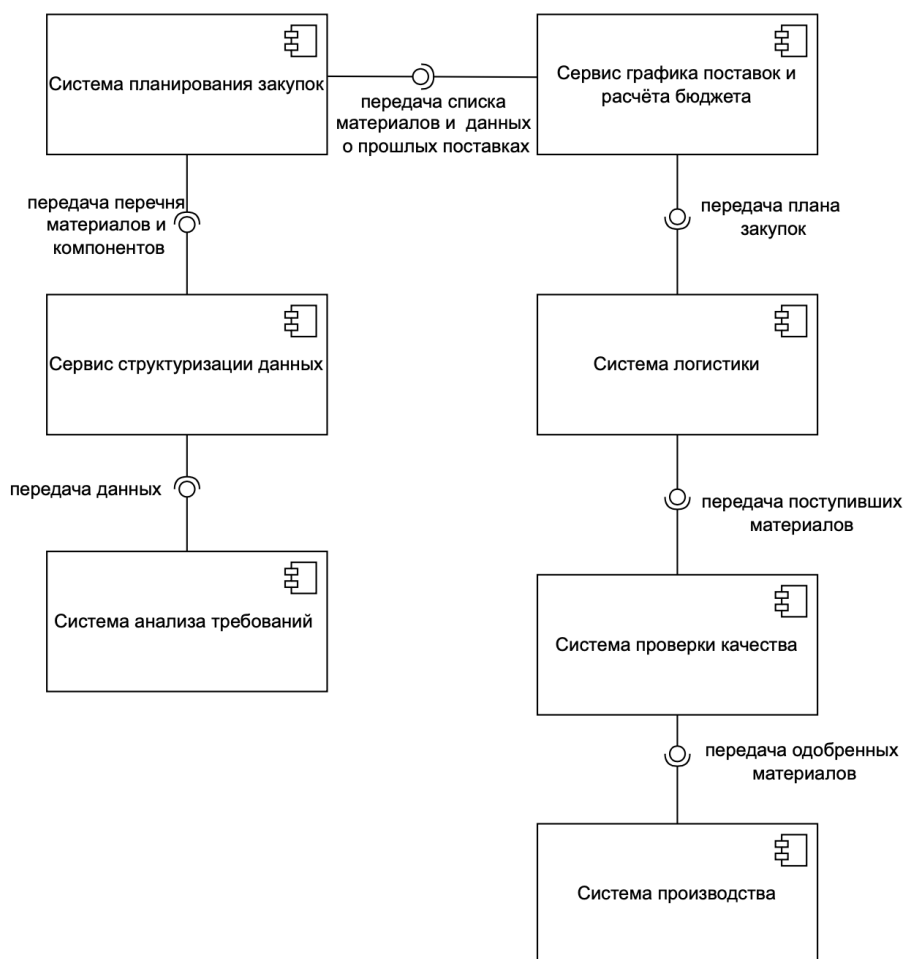 Система планирования закупок
передача списка
материалов и данных
о прошлых поставках
Сервис графика поставок и
расчёта бюджета
передача перечня
материалов и
компонентов
передача плана
закупок
Сервис структуризации данных
Система логистики
передача данных
передача поступивших
материалов
Система анализа требований
Система проверки качества
передача одобренных
материалов
Система производства